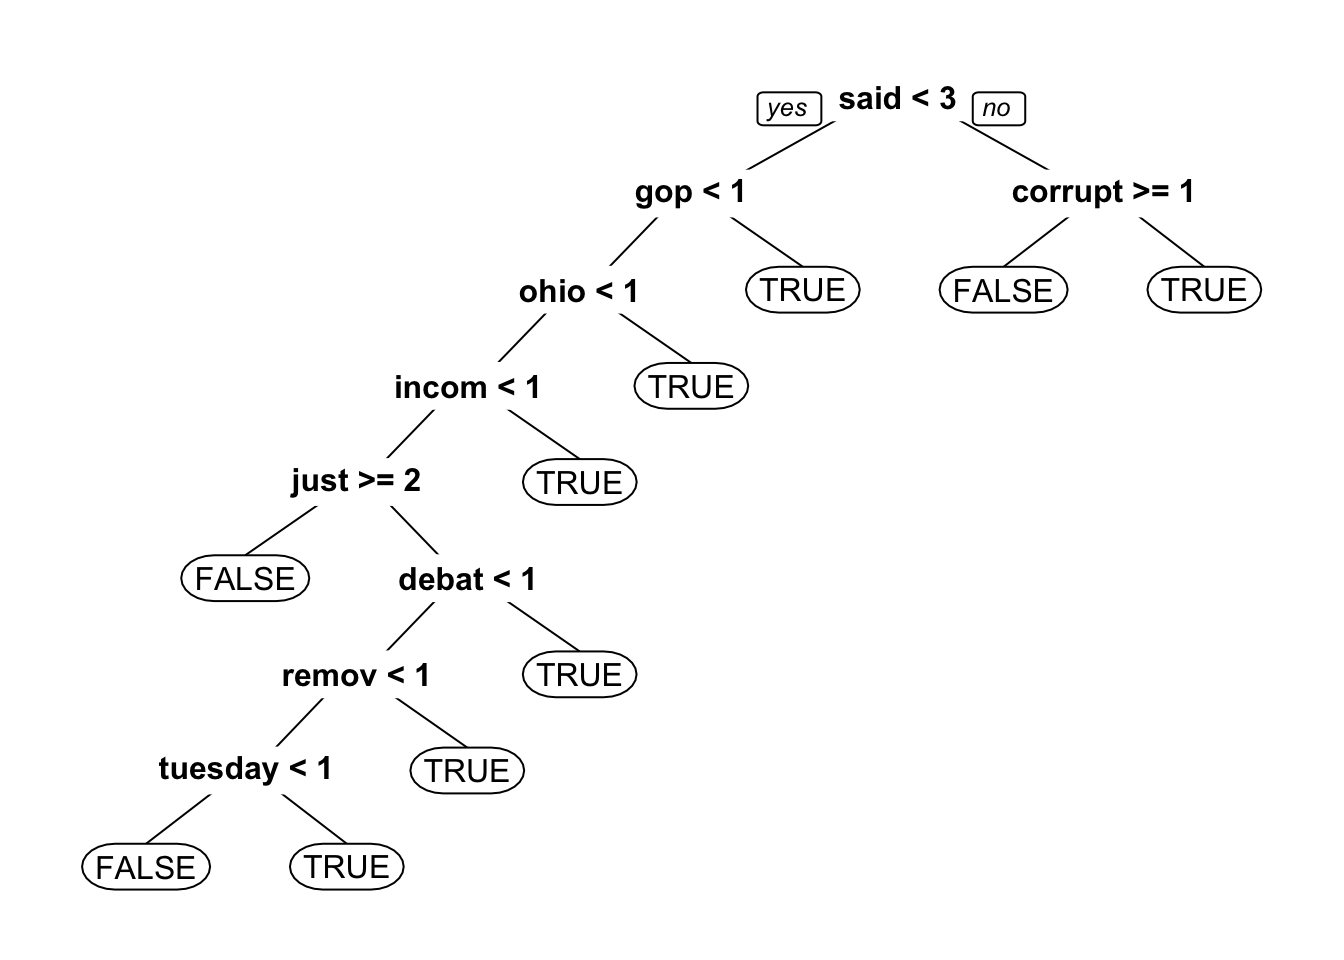 yes said < 3 no
gop < 1 corrupt >= 1
ohio < 1 TRUE FALSE TRUE
incom < 1 TRUE
just >= 2 TRUE
FALSE debat < 1
remov < 1 TRUE
tuesday < 1 TRUE
FALSE TRUE